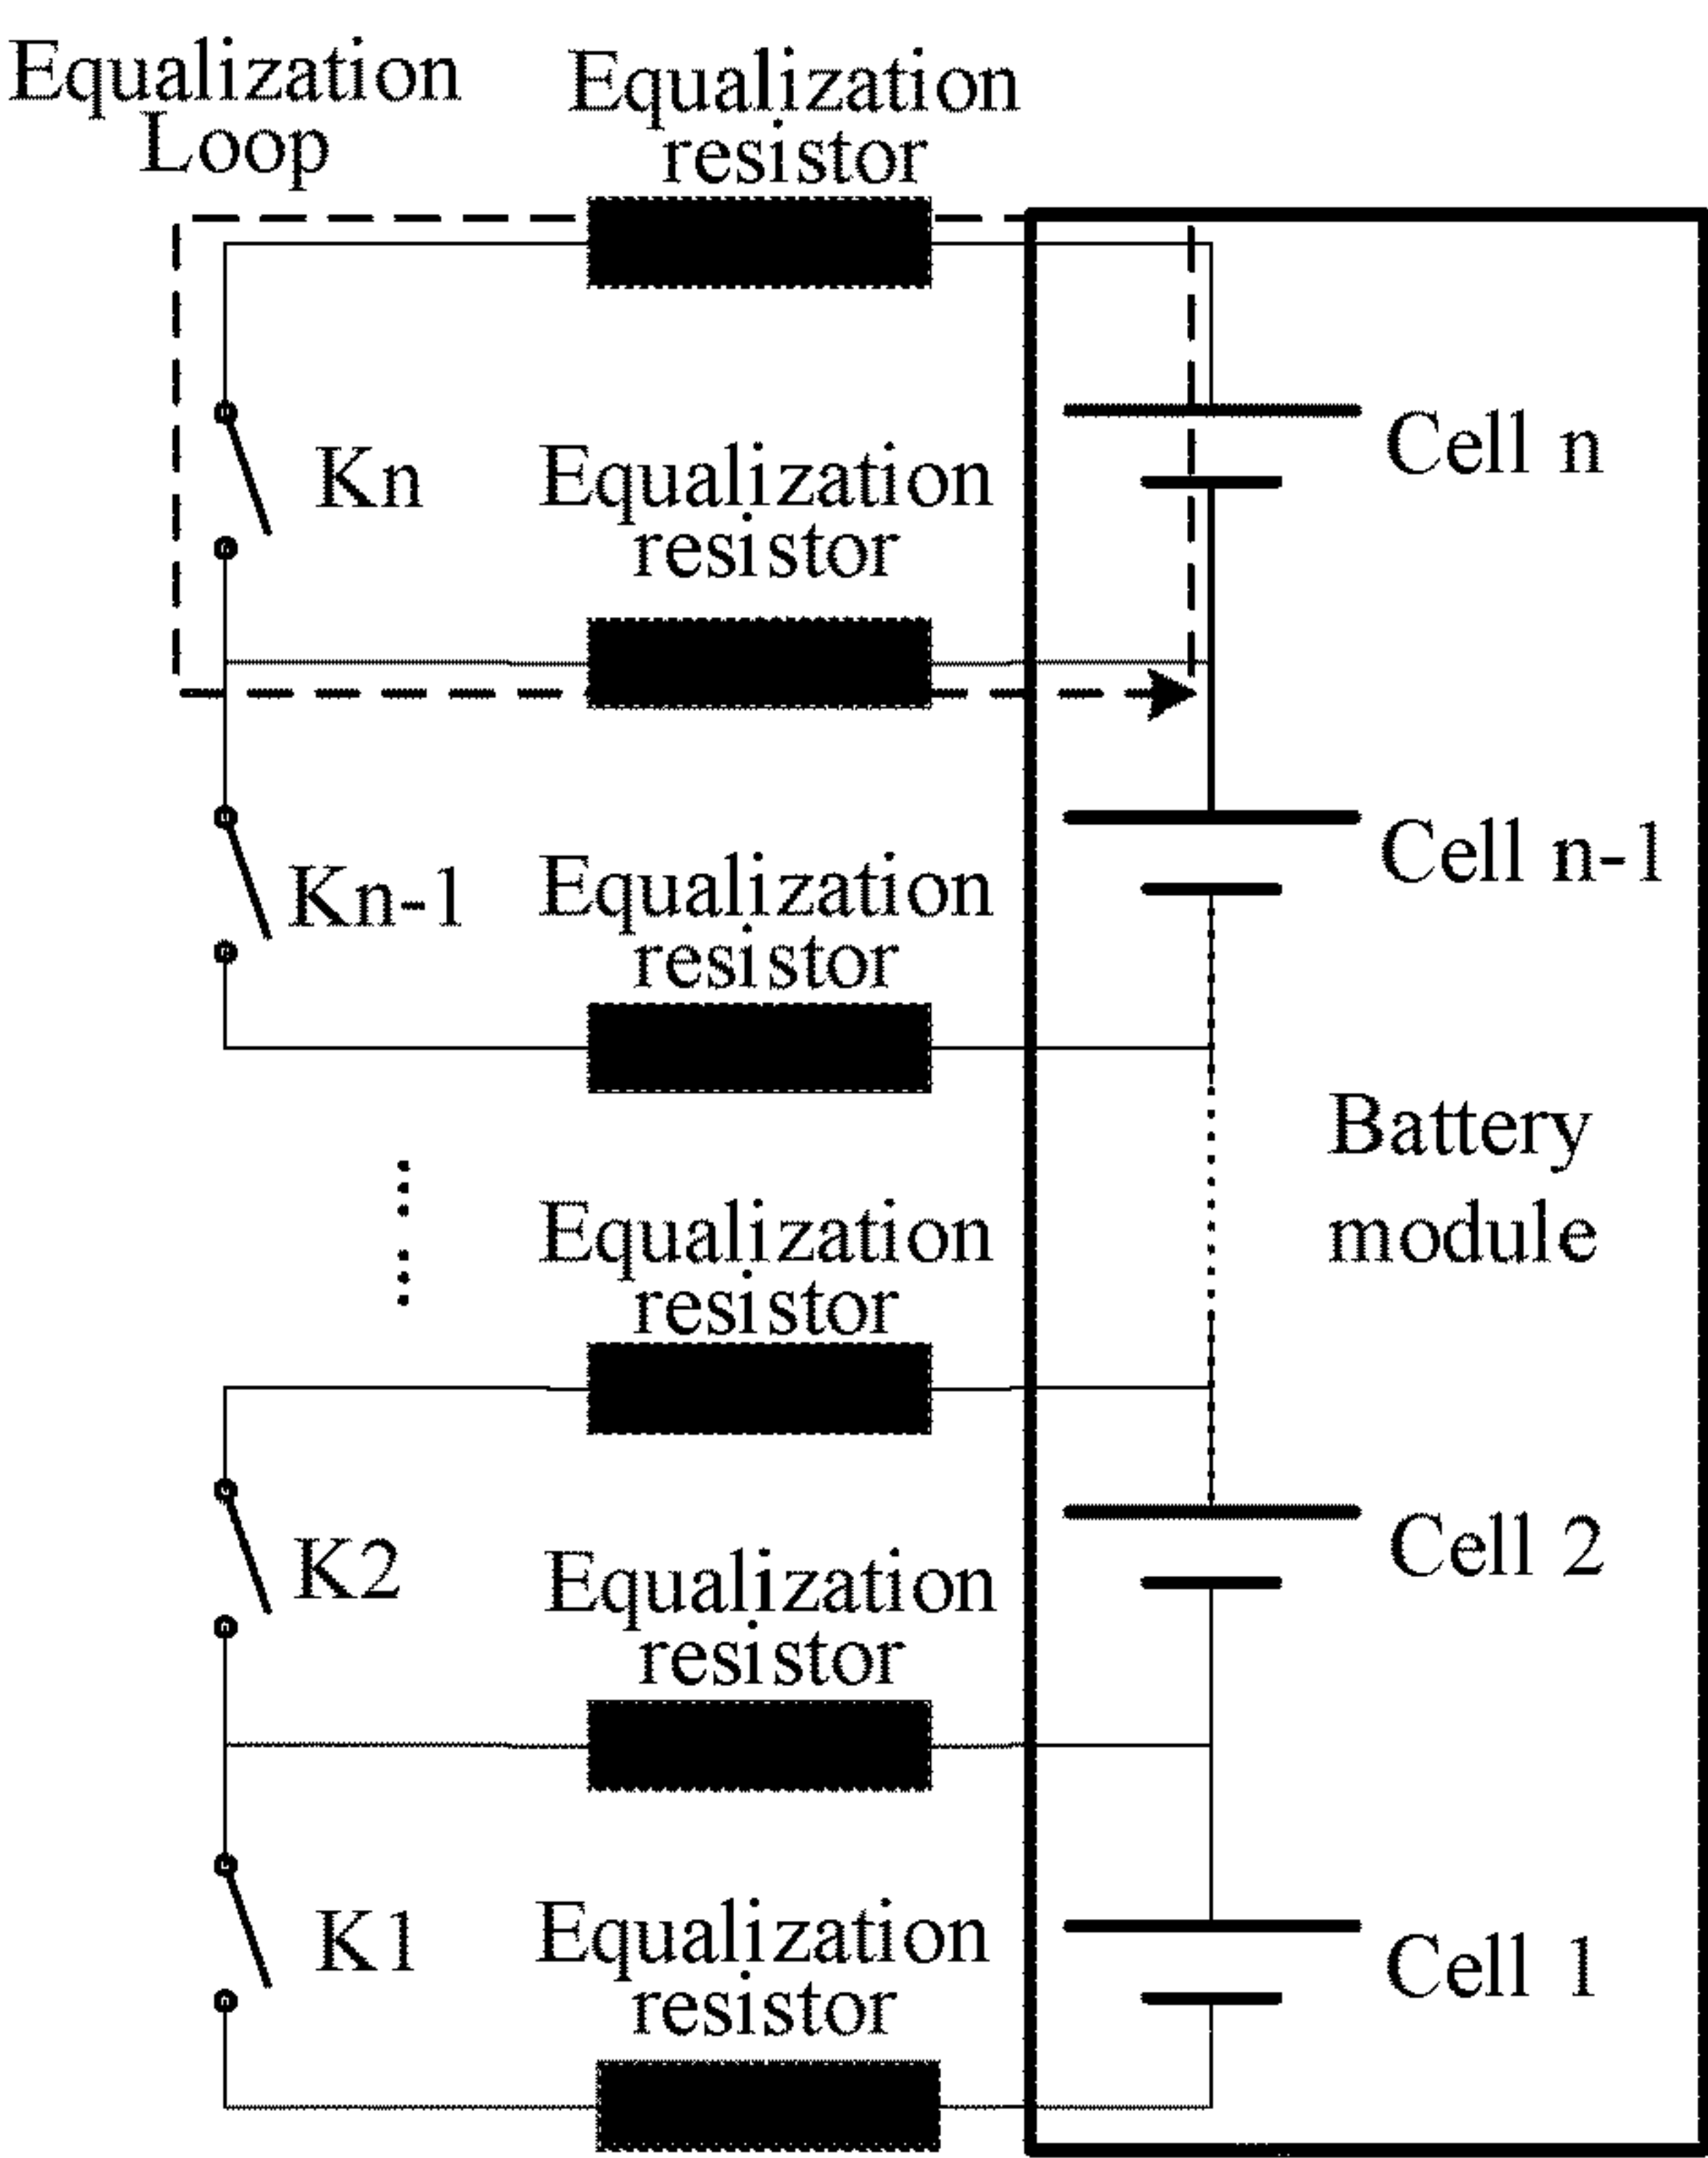 Equalization
Loop
Equalization
resistor
Kn
Equalization
resistor
Cell n
Kn-1
Equalization
resistor
Cell n-1
Battery
module
Equalization
resistor
K2
Equalization
resistor
Cell 2
K1
Equalization
resistor
Cell 1